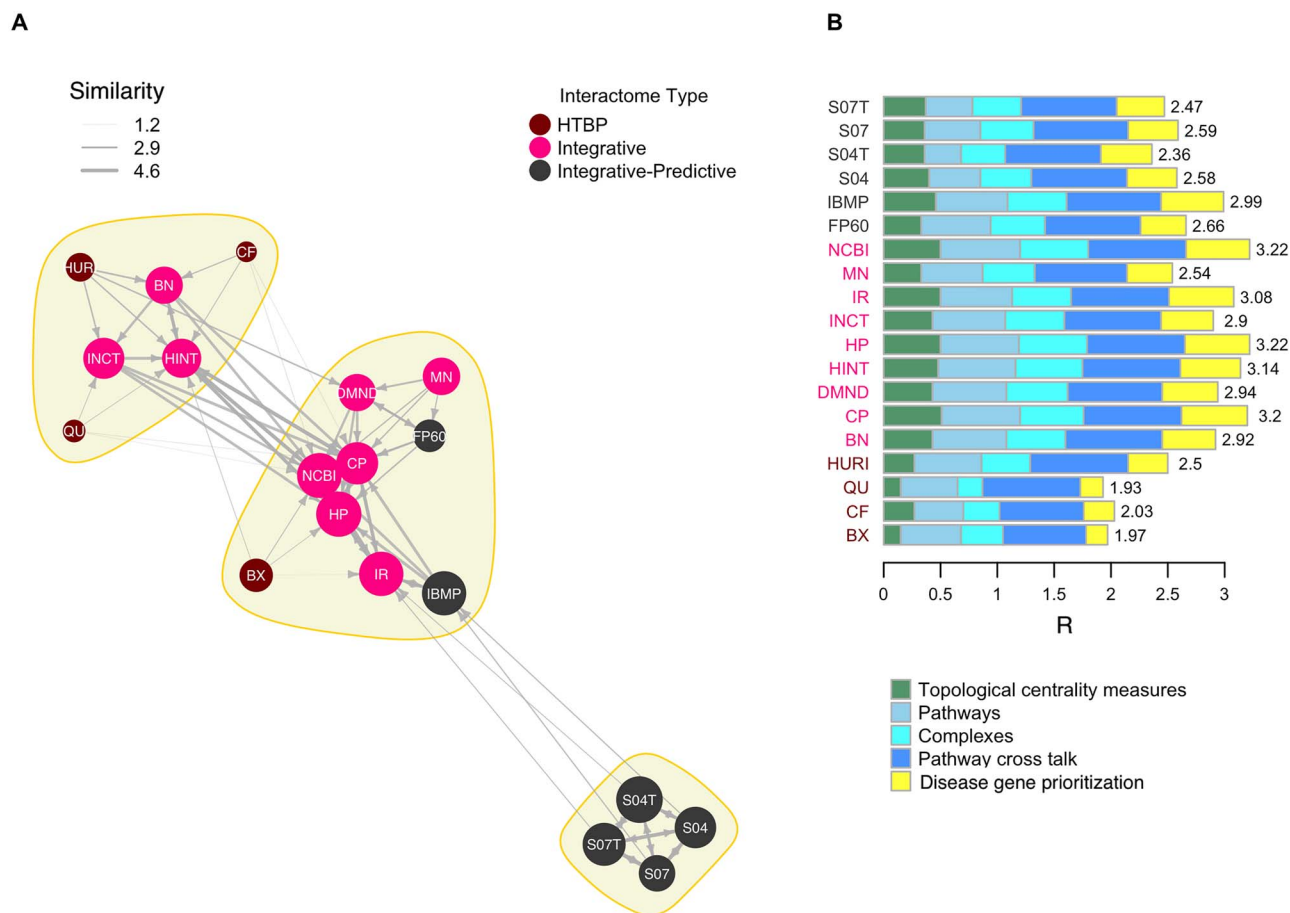 A
B
Similarity
1.2
2.9
4.6
Interactome Type
HTBP
Integrative
Integrative-Predictive
HURI
CF
BN
INCT
HINT
QU
DMND
MN
FP60
CP
NCBI
HP
BX
IR
IBMP
S04T
S04
S07T
S07
S07T 2.47
S07 2.59
S04T 2.36
S04 2.58
IBMP 2.99
FP60 2.66
NCBI 3.22
MN 2.54
IR 3.08
INCT 2.9
HP 3.22
HINT 3.14
DMND 2.94
CP 3.2
BN 2.92
HURI 2.5
QU 1.93
CF 2.03
BX 1.97
0 0.5 1 1.5 2 2.5 3
R
Topological centrality measures
Pathways
Complexes
Pathway cross talk
Disease gene prioritization